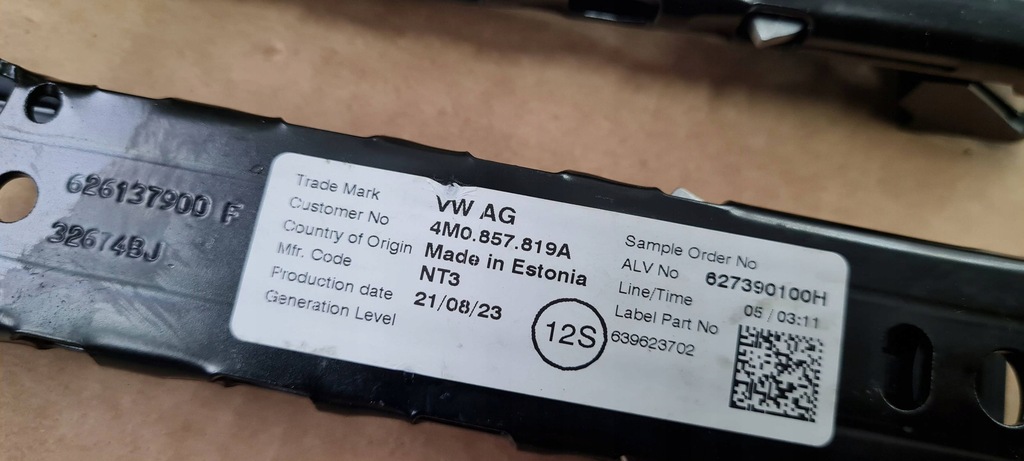 626137900 F
32674BJ
Trade Mark VW AG
Customer No 4M0.857.819A
Country of Origin Made in Estonia
Mfr. Code NT3
Production date 21/08/23
Generation Level
12S
Sample Order No
ALV No 627390100H
Line/Time 05 / 03:11
Label Part No 639623702